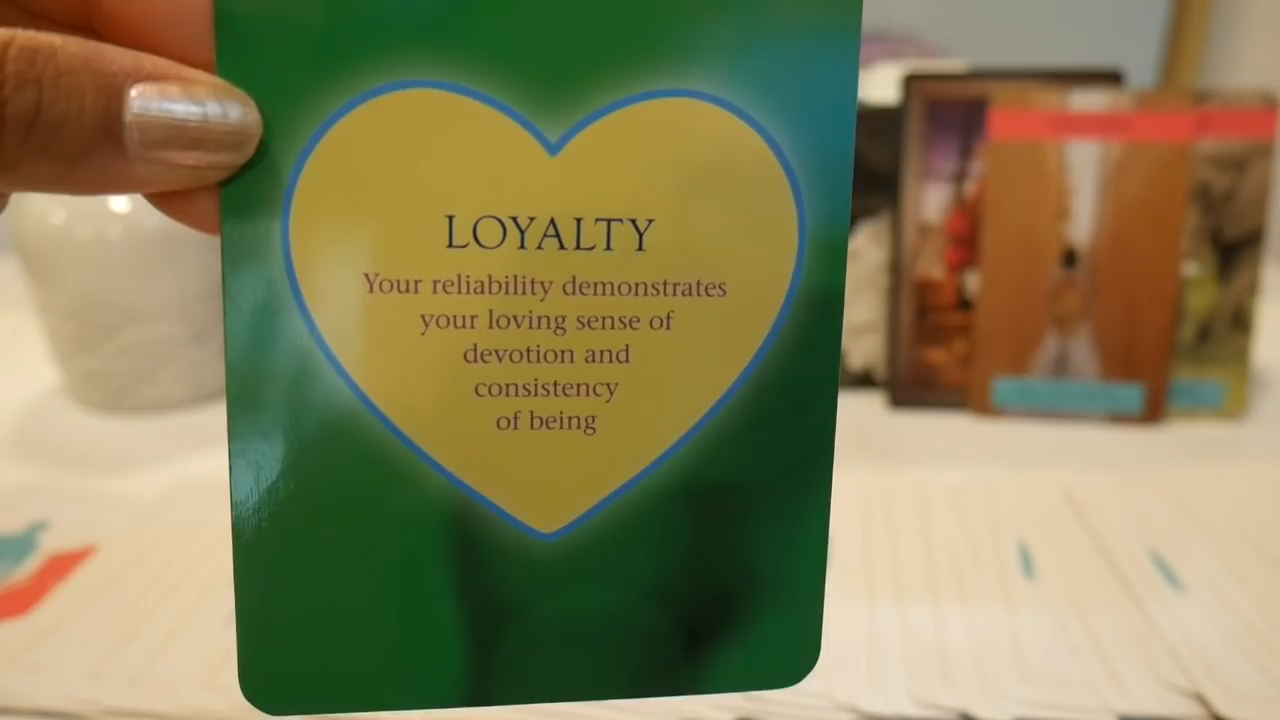 LOYALTY
Your reliability demonstrates
your loving sense of
devotion and
consistency
of being